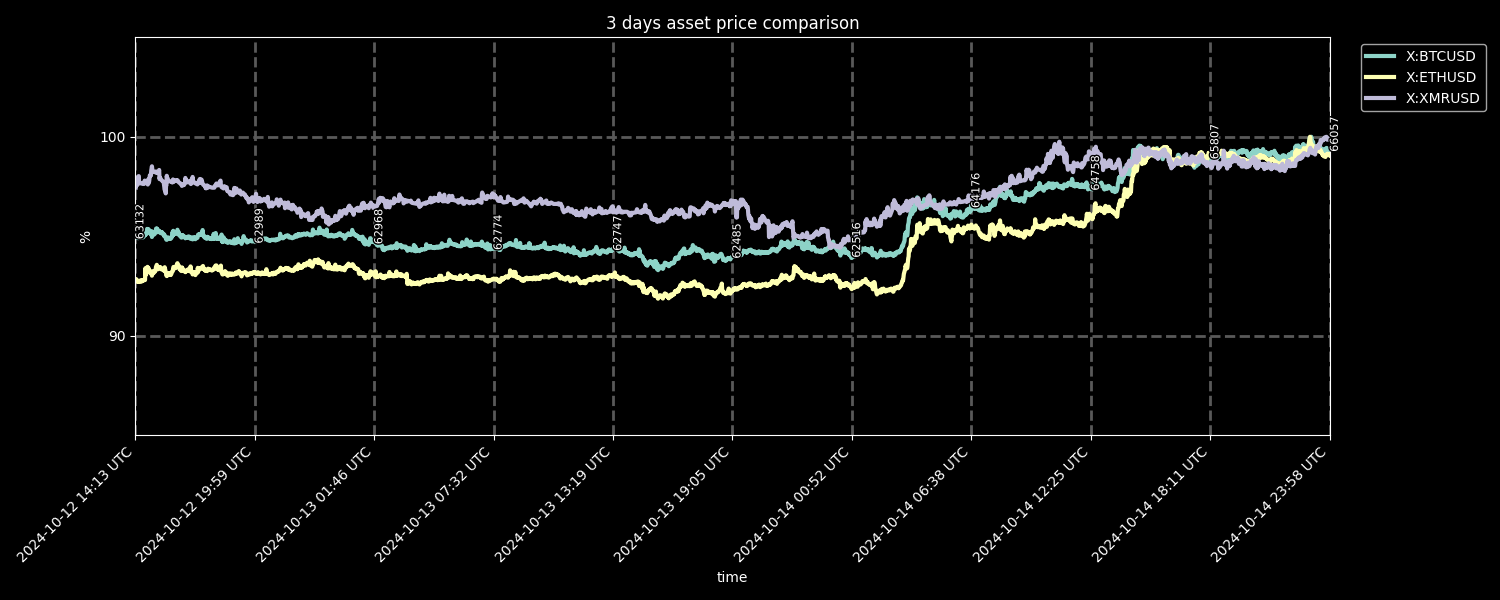 3 days asset price comparison
X:BTCUSD
X:ETHUSD
X:XMRUSD
100
90
%
63132
62989
62968
62774
62747
62485
62516
64176
64758
65807
66057
2024-10-12 14:13 UTC
2024-10-12 19:59 UTC
2024-10-13 01:46 UTC
2024-10-13 07:32 UTC
2024-10-13 13:19 UTC
2024-10-13 19:05 UTC
2024-10-14 00:52 UTC
2024-10-14 06:38 UTC
2024-10-14 12:25 UTC
2024-10-14 18:11 UTC
2024-10-14 23:58 UTC
time